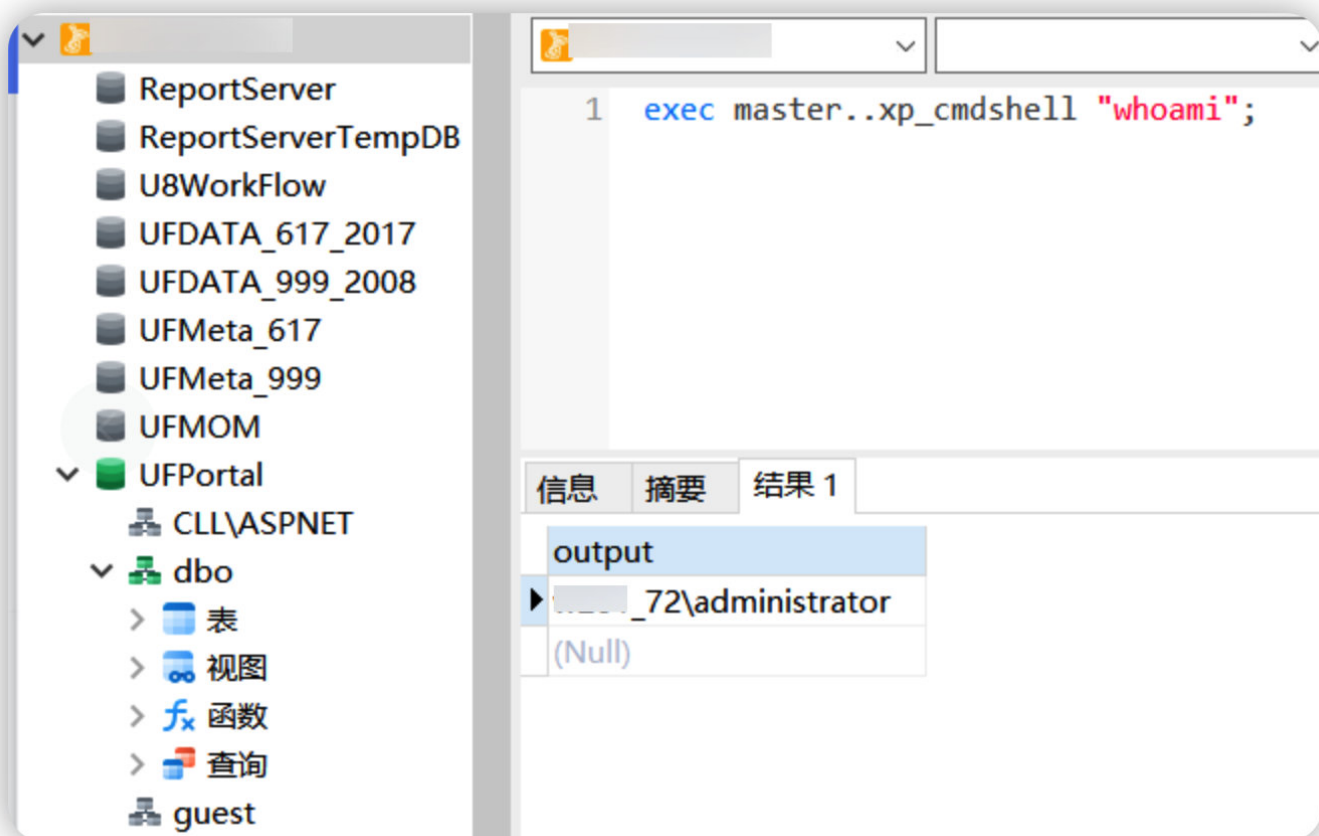 ReportServer
ReportServerTempDB
U8WorkFlow
UFDATA_617_2017
UFDATA_999_2008
UFMeta_617
UFMeta_999
UFMOM
UFPortal
CLL\ASPNET
dbo
表
视图
函数
查询
guest
1 exec master..xp_cmdshell "whoami";
信息 摘要 结果 1
output
_72\administrator
(Null)